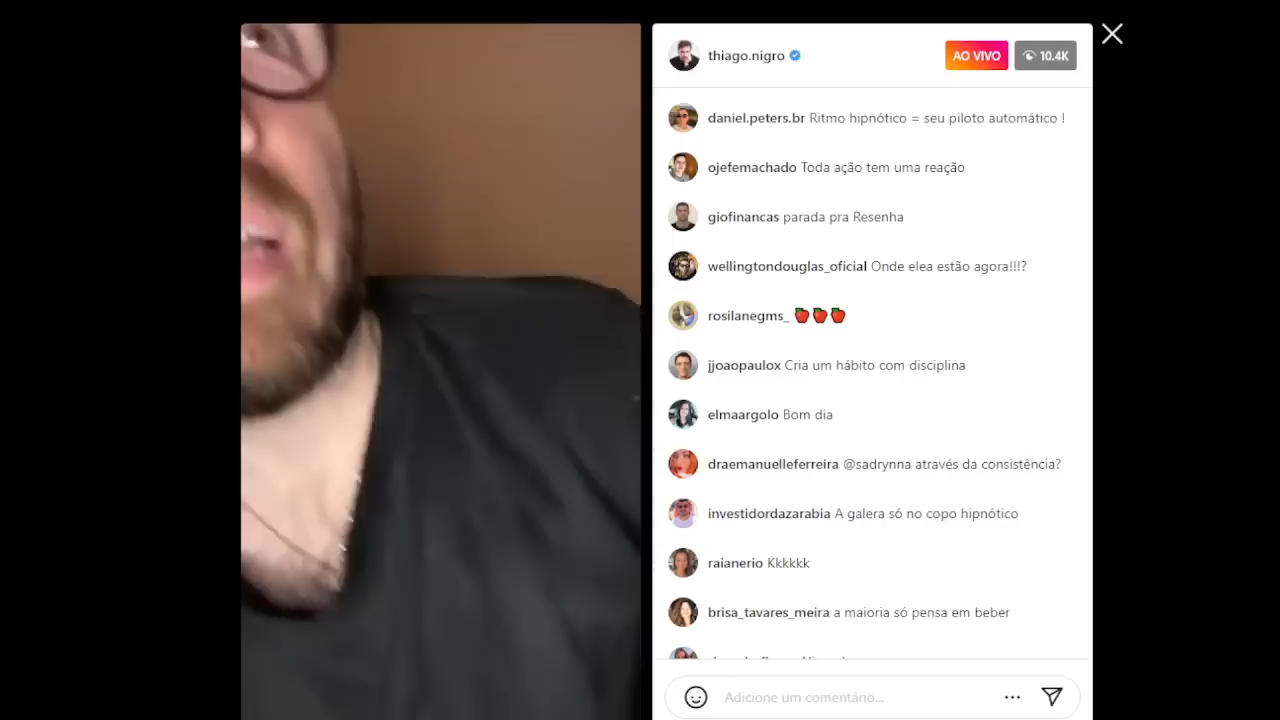 thiago.nigro
AO VIVO
10.4K
daniel.peters.br Ritmo hipnótico = seu piloto automático !
ojefemachado Toda ação tem uma reação
giofinancas parada pra Resenha
wellingtondouglas_oficial Onde elea estão agora!!!?
rosilanegms_ 🍎🍎🍎
jjoaopaulox Cria um hábito com disciplina
elmaargolo Bom dia
draemanuelleferreira @sadrynna através da consistência?
investidordazarabia A galera só no copo hipnótico
raianerio Kkkkkk
brisa_tavares_meira a maioria só pensa em beber
Adicione um comentário...